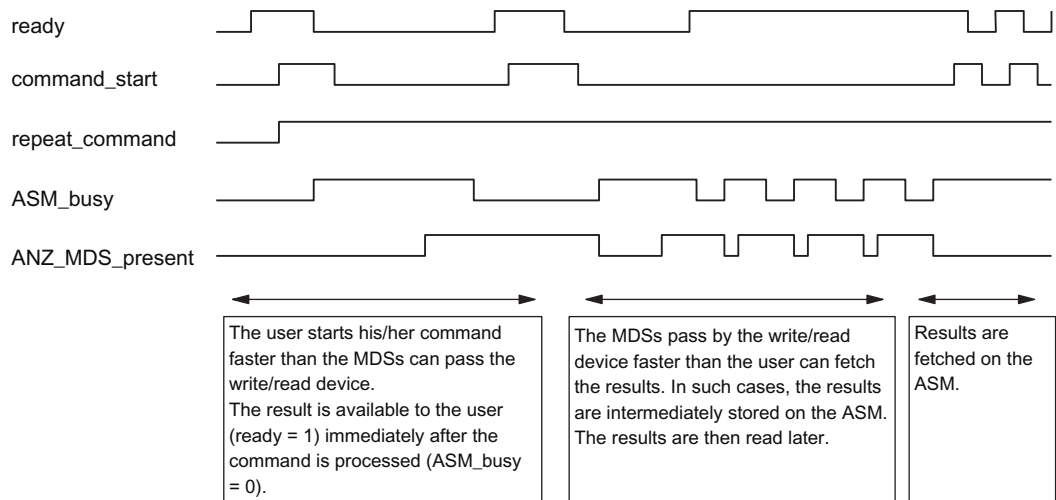 ready
command_start
repeat_command
ASM_busy
ANZ_MDS_present
The user starts his/her command
faster than the MDSs can pass the
write/read device.
The result is available to the user
(ready = 1) immediately after the
command is processed (ASM_busy
= 0).
The MDSs pass by the write/read
device faster than the user can fetch
the results. In such cases, the results
are intermediately stored on the ASM.
The results are then read later.
Results are
fetched on the
ASM.